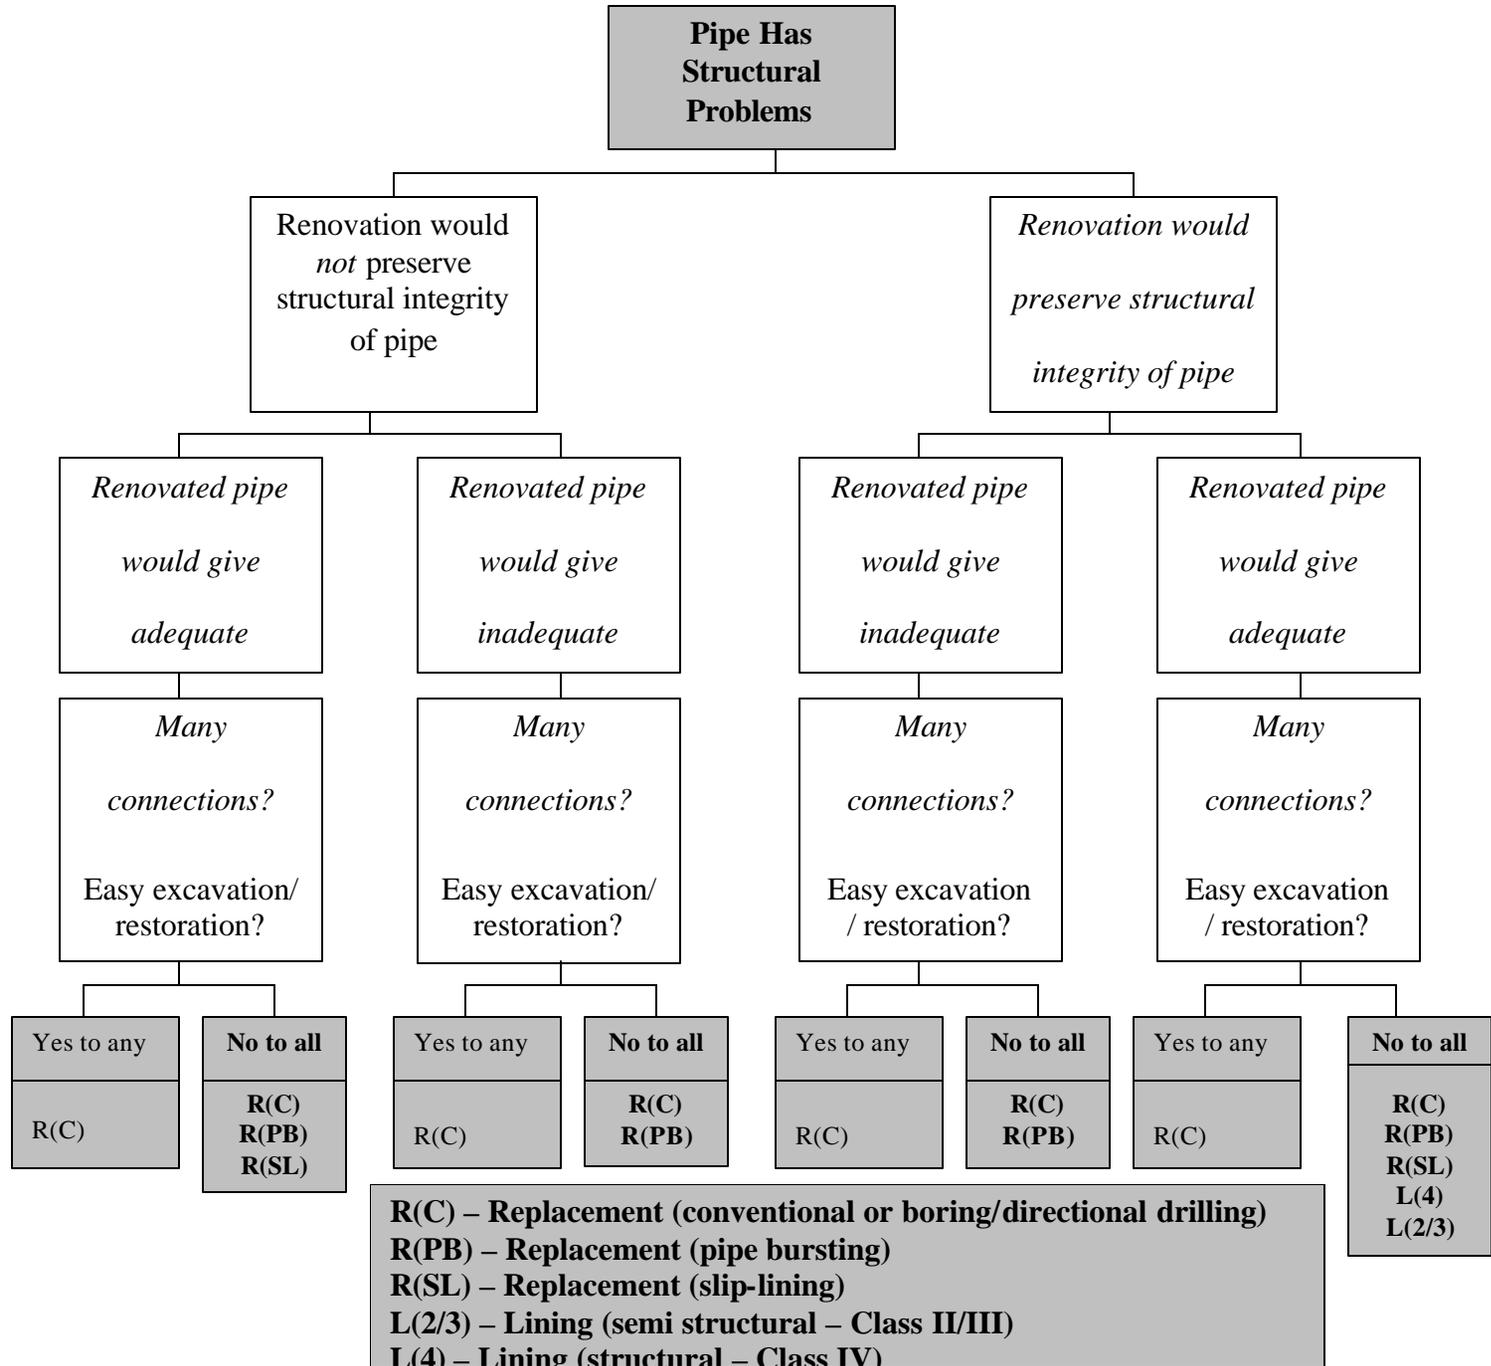 Pipe Has
Structural
Problems
Renovation would
not preserve
structural integrity
of pipe
Renovation would
preserve structural
integrity of pipe
Renovated pipe
would give
adequate
Renovated pipe
would give
inadequate
Renovated pipe
would give
inadequate
Renovated pipe
would give
adequate
Many
connections?
Easy excavation/
restoration?
Many
connections?
Easy excavation/
restoration?
Many
connections?
Easy excavation
/ restoration?
Many
connections?
Easy excavation
/ restoration?
Yes to any
R(C)
No to all
R(C)
R(PB)
R(SL)
Yes to any
R(C)
No to all
R(C)
R(PB)
Yes to any
R(C)
No to all
R(C)
R(PB)
Yes to any
R(C)
No to all
R(C)
R(PB)
R(SL)
L(4)
L(2/3)
R(C) – Replacement (conventional or boring/directional drilling)
R(PB) – Replacement (pipe bursting)
R(SL) – Replacement (slip-lining)
L(2/3) – Lining (semi structural – Class II/III)
L(4) – Lining (structural – Class IV)